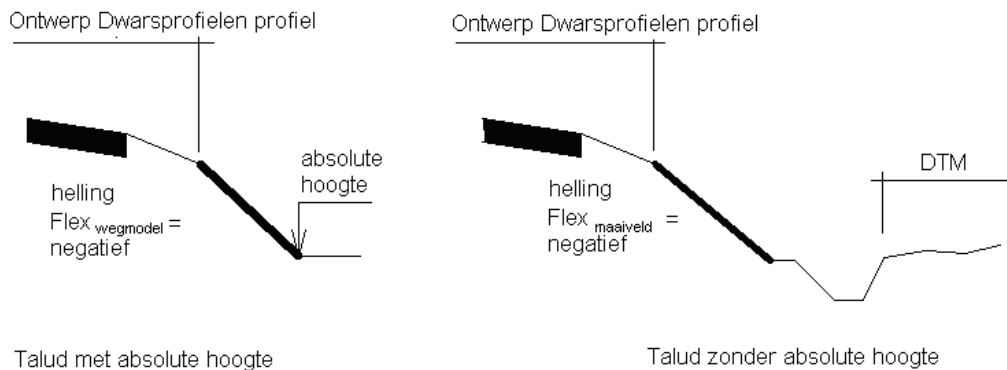 Ontwerp Dwarsprofielen profiel
absolute
hoogte
helling
Flex wegmodel =
negatief
Talud met absolute hoogte
Ontwerp Dwarsprofielen profiel
DTM
helling
Flex maaiveld =
negatief
Talud zonder absolute hoogte